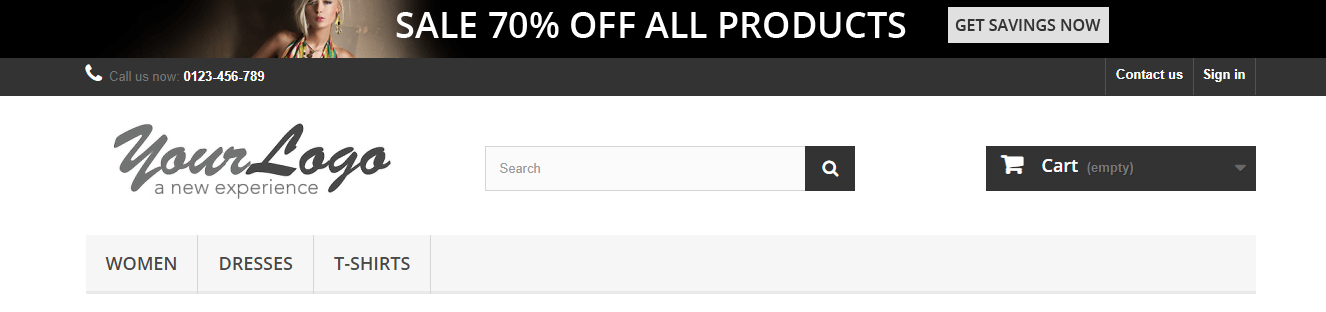 SALE 70% OFF ALL PRODUCTS GET SAVINGS NOW
Call us now: 0123-456-789 Contact us Sign in
YourLogo
a new experience
Search
Cart (empty)
WOMEN DRESSES T-SHIRTS